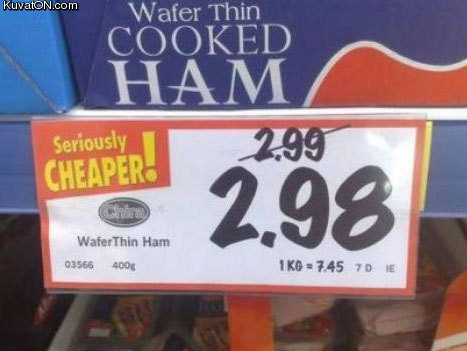 KuvatON.com
Wafer Thin
COOKED
HAM
Seriously
CHEAPER!
2.99
2.98
WaferThin Ham
03566 400g
1 KG = 7.45 7 D IE